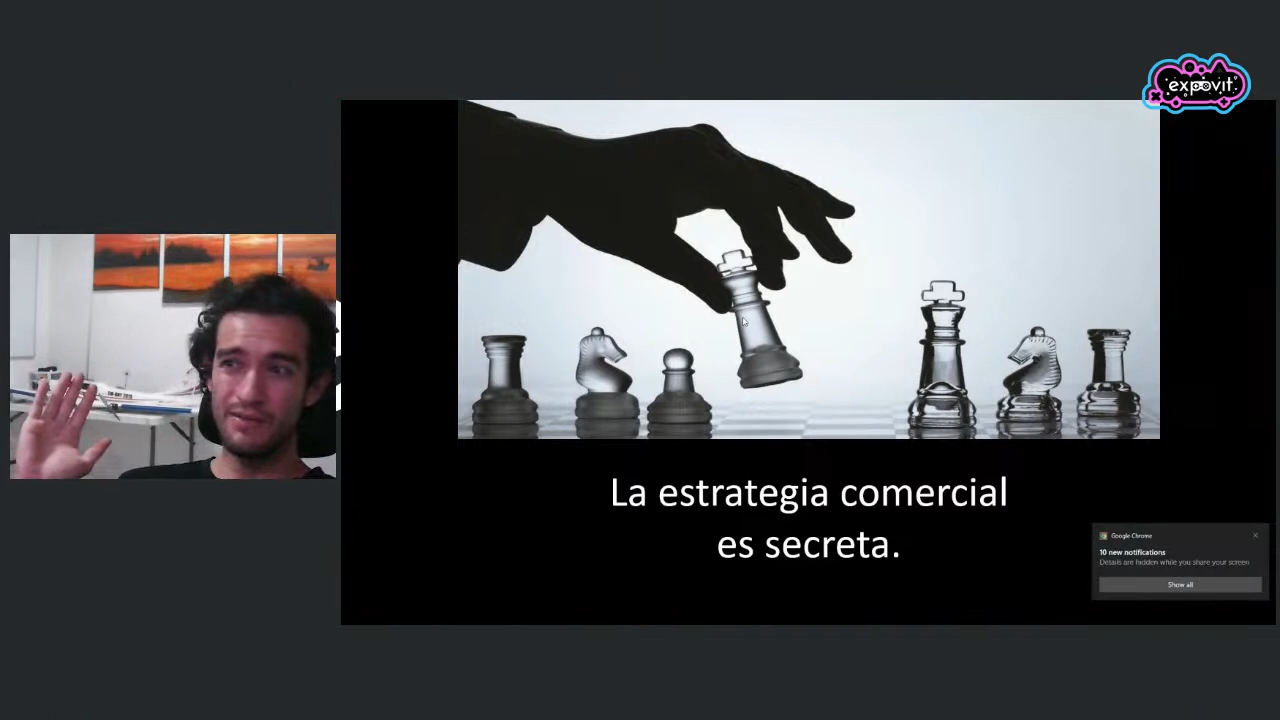 expovit.
La estrategia comercial
es secreta.
Google Chrome
10 new notifications
Details are hidden while you share your screen
Show all